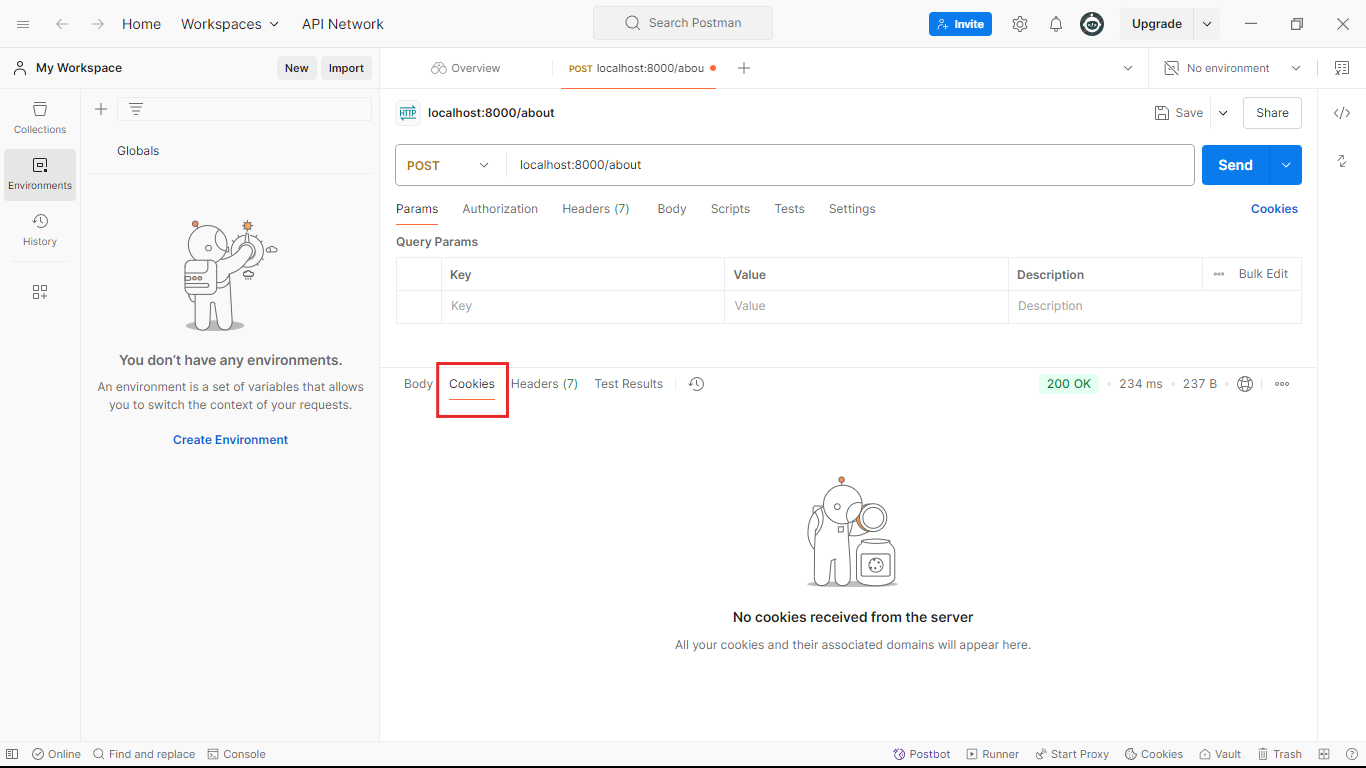 Home Workspaces API Network Search Postman Invite Upgrade
My Workspace New Import Overview POST localhost:8000/abou No environment
Collections
Environments
History
Globals
You don't have any environments.
An environment is a set of variables that allows
you to switch the context of your requests.
Create Environment
HTTP localhost:8000/about Save Share
POST localhost:8000/about Send
Params Authorization Headers (7) Body Scripts Tests Settings Cookies
Query Params
Key Value Description Bulk Edit
Key Value Description
Body Cookies Headers (7) Test Results 200 OK 234 ms 237 B
No cookies received from the server
All your cookies and their associated domains will appear here.
Online Find and replace Console Postbot Runner Start Proxy Cookies Vault Trash